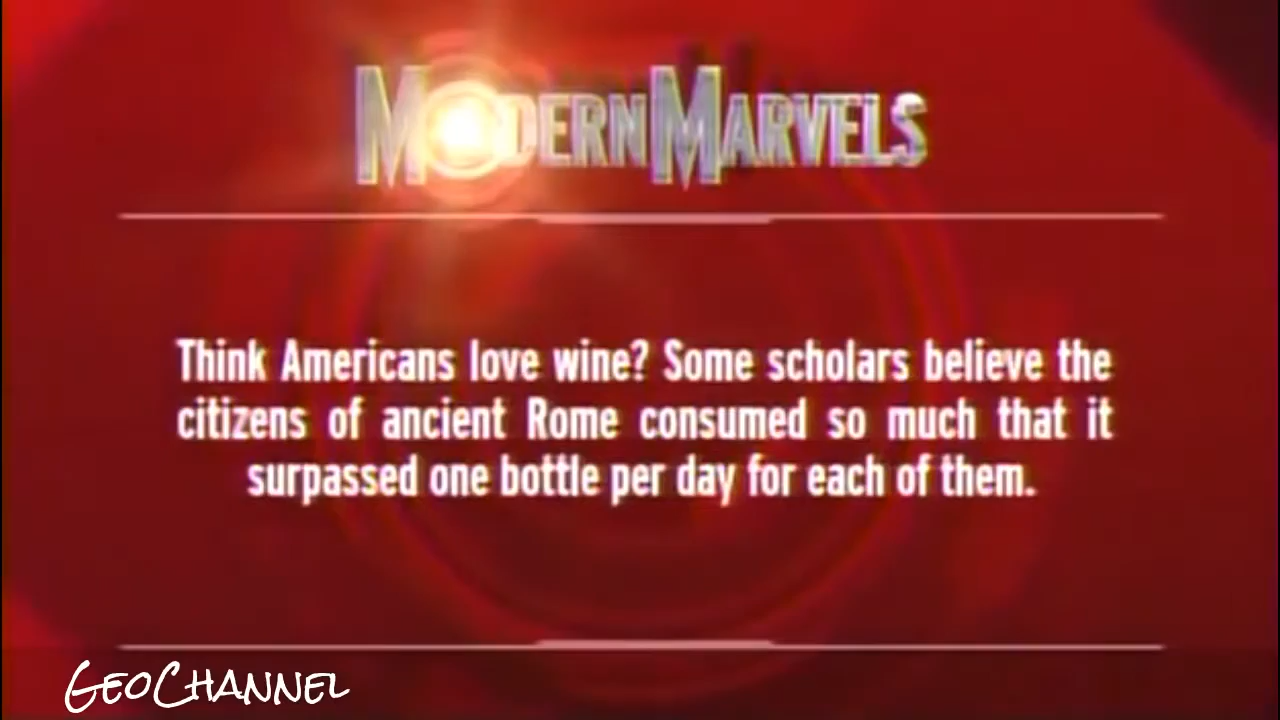 MODERN MARVELS
Think Americans love wine? Some scholars believe the
citizens of ancient Rome consumed so much that it
surpassed one bottle per day for each of them.
GEOCHANNEL